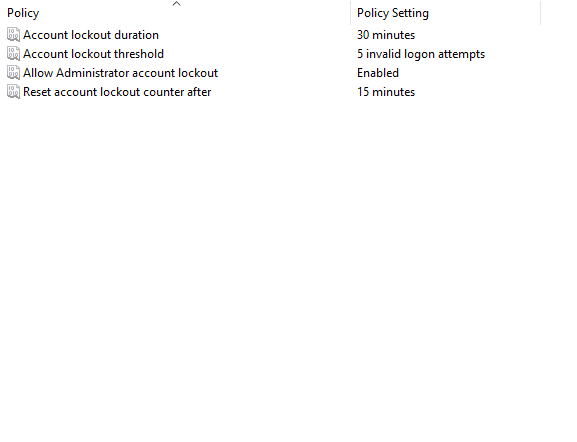 Policy Policy Setting
Account lockout duration 30 minutes
Account lockout threshold 5 invalid logon attempts
Allow Administrator account lockout Enabled
Reset account lockout counter after 15 minutes